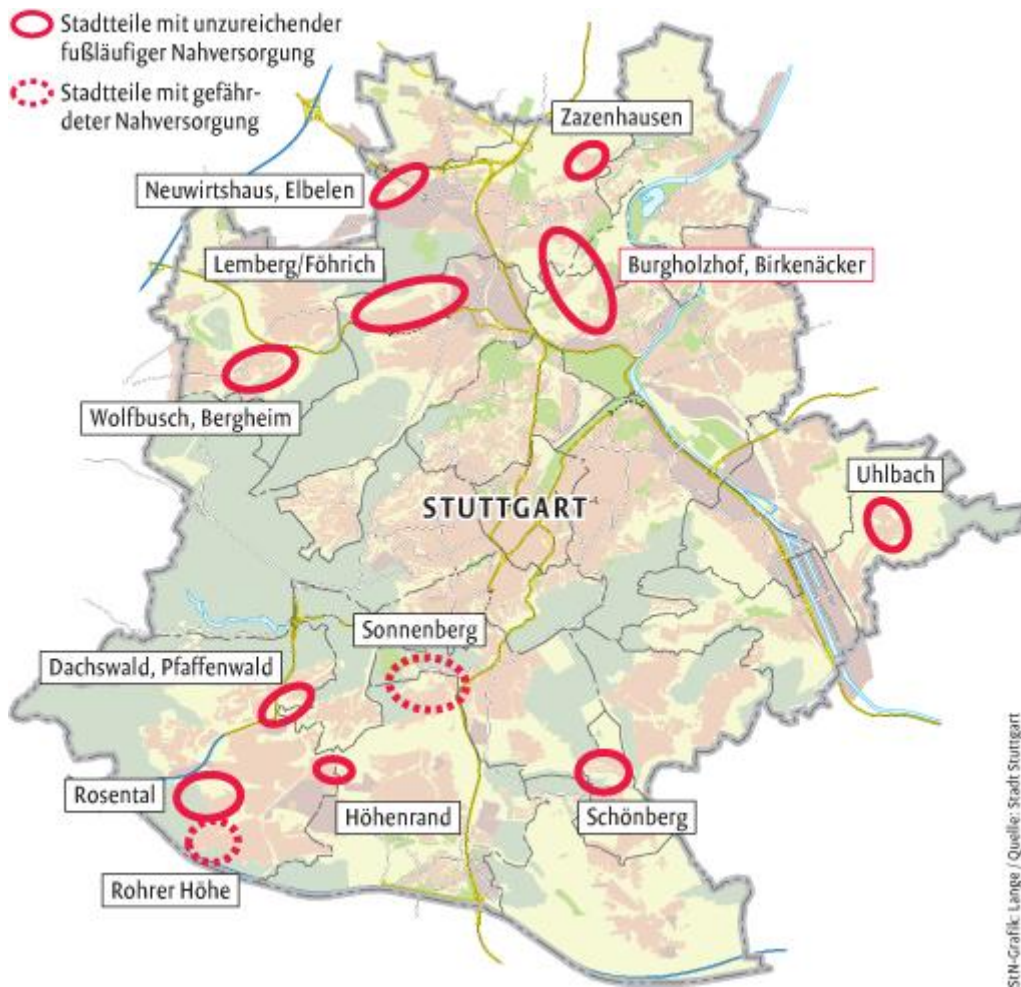 Stadtteile mit unzureichender
fußläufiger Nahversorgung
Stadtteile mit gefähr-
deter Nahversorgung
Zazenhausen
Neuwirtshaus, Elbelen
Lemberg/Föhrich
Burgholzhof, Birkenäcker
Wolfbusch, Bergheim
Uhlbach
STUTTGART
Sonnenberg
Dachswald, Pfaffenwald
Rosental
Höhenrand
Schönberg
Rohrer Höhe
StN-Grafik: Lange / Quelle: Stadt Stuttgart